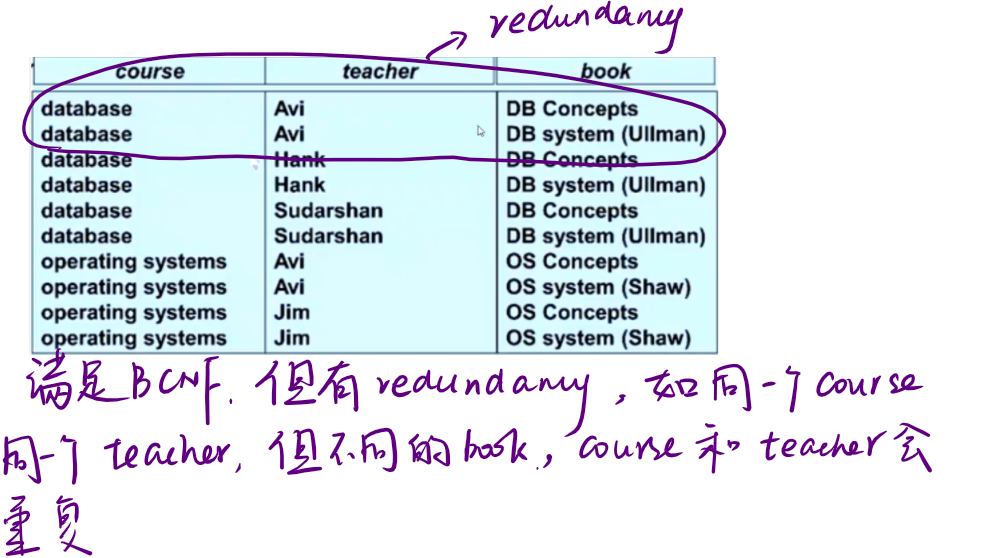 redundancy
course teacher book
database Avi DB Concepts
database Avi DB system (Ullman)
database Hank DB Concepts
database Hank DB system (Ullman)
database Sudarshan DB Concepts
database Sudarshan DB system (Ullman)
operating systems Avi OS Concepts
operating systems Avi OS system (Shaw)
operating systems Jim OS Concepts
operating systems Jim OS system (Shaw)
满足BCNF.但有redundancy，如同一个course
同一个teacher,但不同的book,course和teacher会
重复